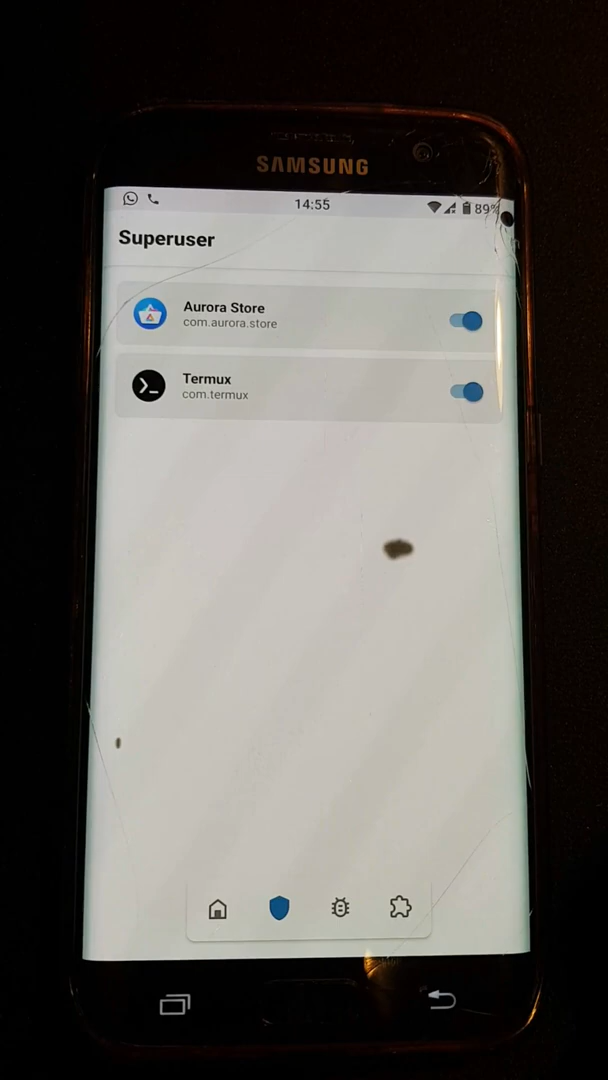 SAMSUNG
14:55
89%
Superuser
Aurora Store
com.aurora.store
Termux
com.termux